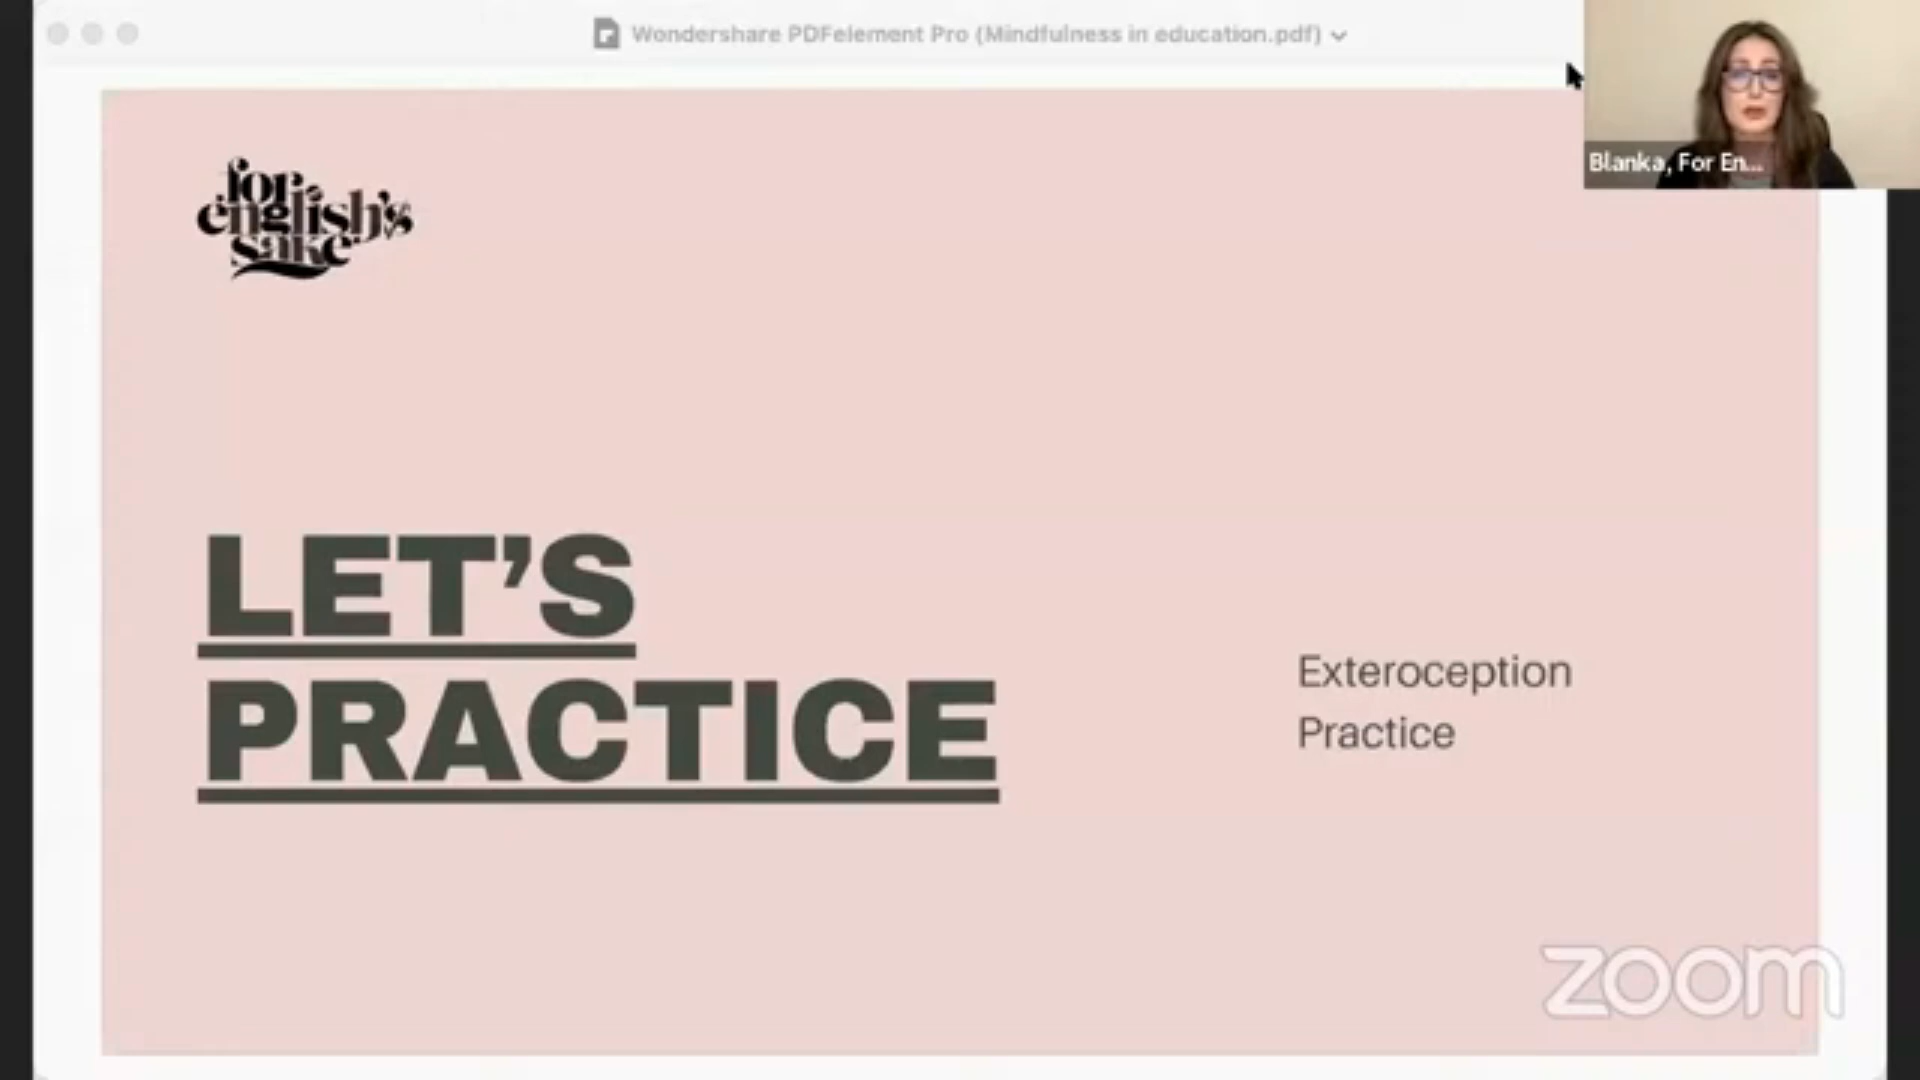 Wondershare PDFelement Pro (Mindfulness in education.pdf)
Blanka, For En...
for
english's
sake
LET'S
PRACTICE
Exteroception
Practice
zoom